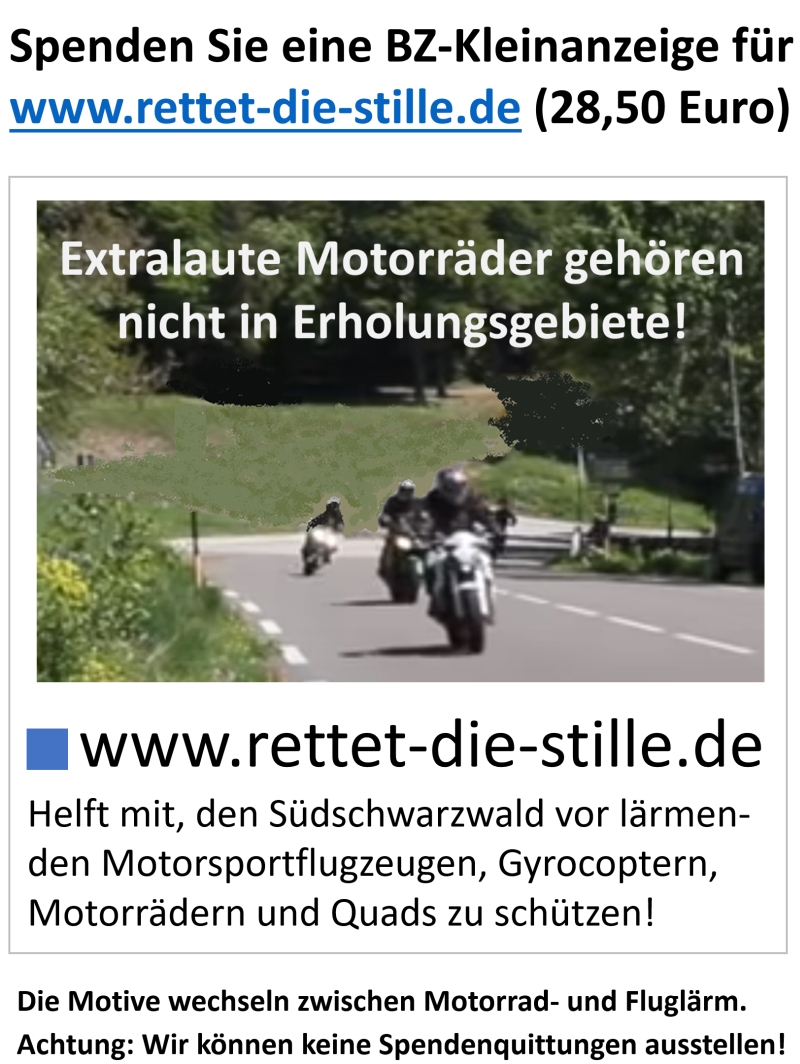 Spenden Sie eine BZ-Kleinanzeige für
www.rettet-die-stille.de (28,50 Euro)
Extralaute Motorräder gehören
nicht in Erholungsgebiete!
www.rettet-die-stille.de
Helft mit, den Südschwarzwald vor lärmen-
den Motorsportflugzeugen, Gyrocoptern,
Motorrädern und Quads zu schützen!
Die Motive wechseln zwischen Motorrad- und Fluglärm.
Achtung: Wir können keine Spendenquittungen ausstellen!